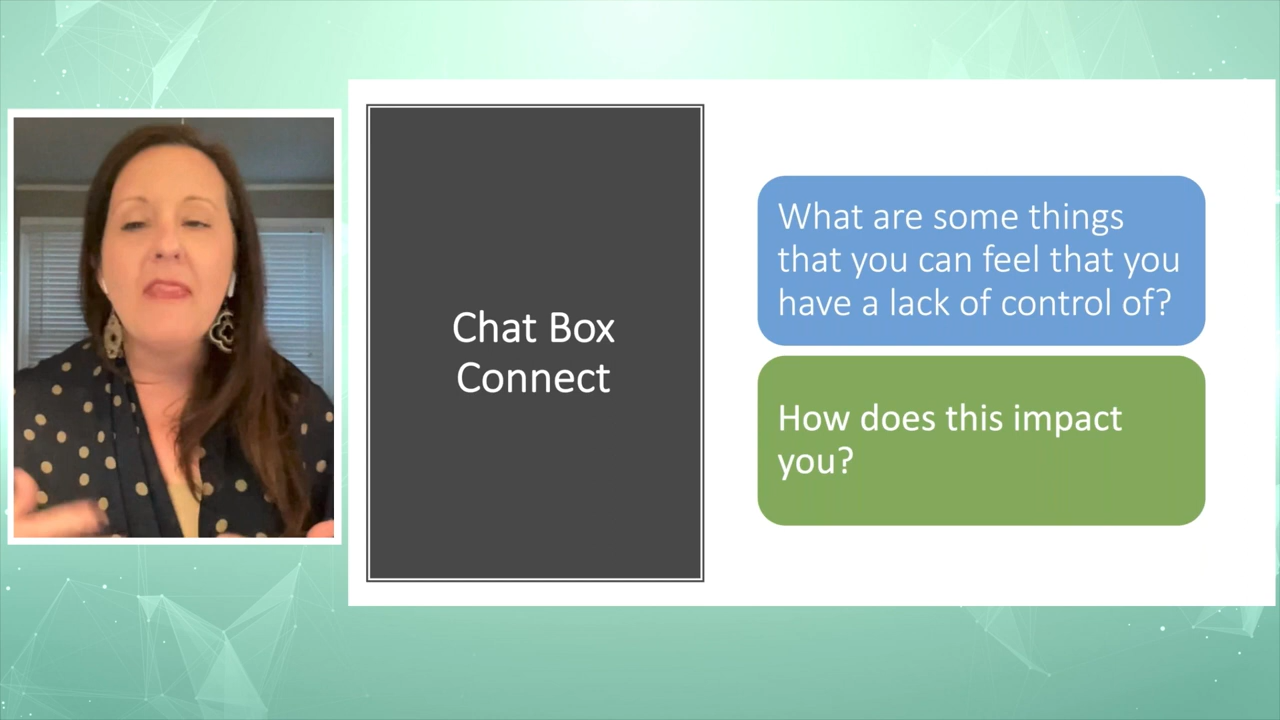 Chat Box
Connect
What are some things
that you can feel that you
have a lack of control of?
How does this impact
you?